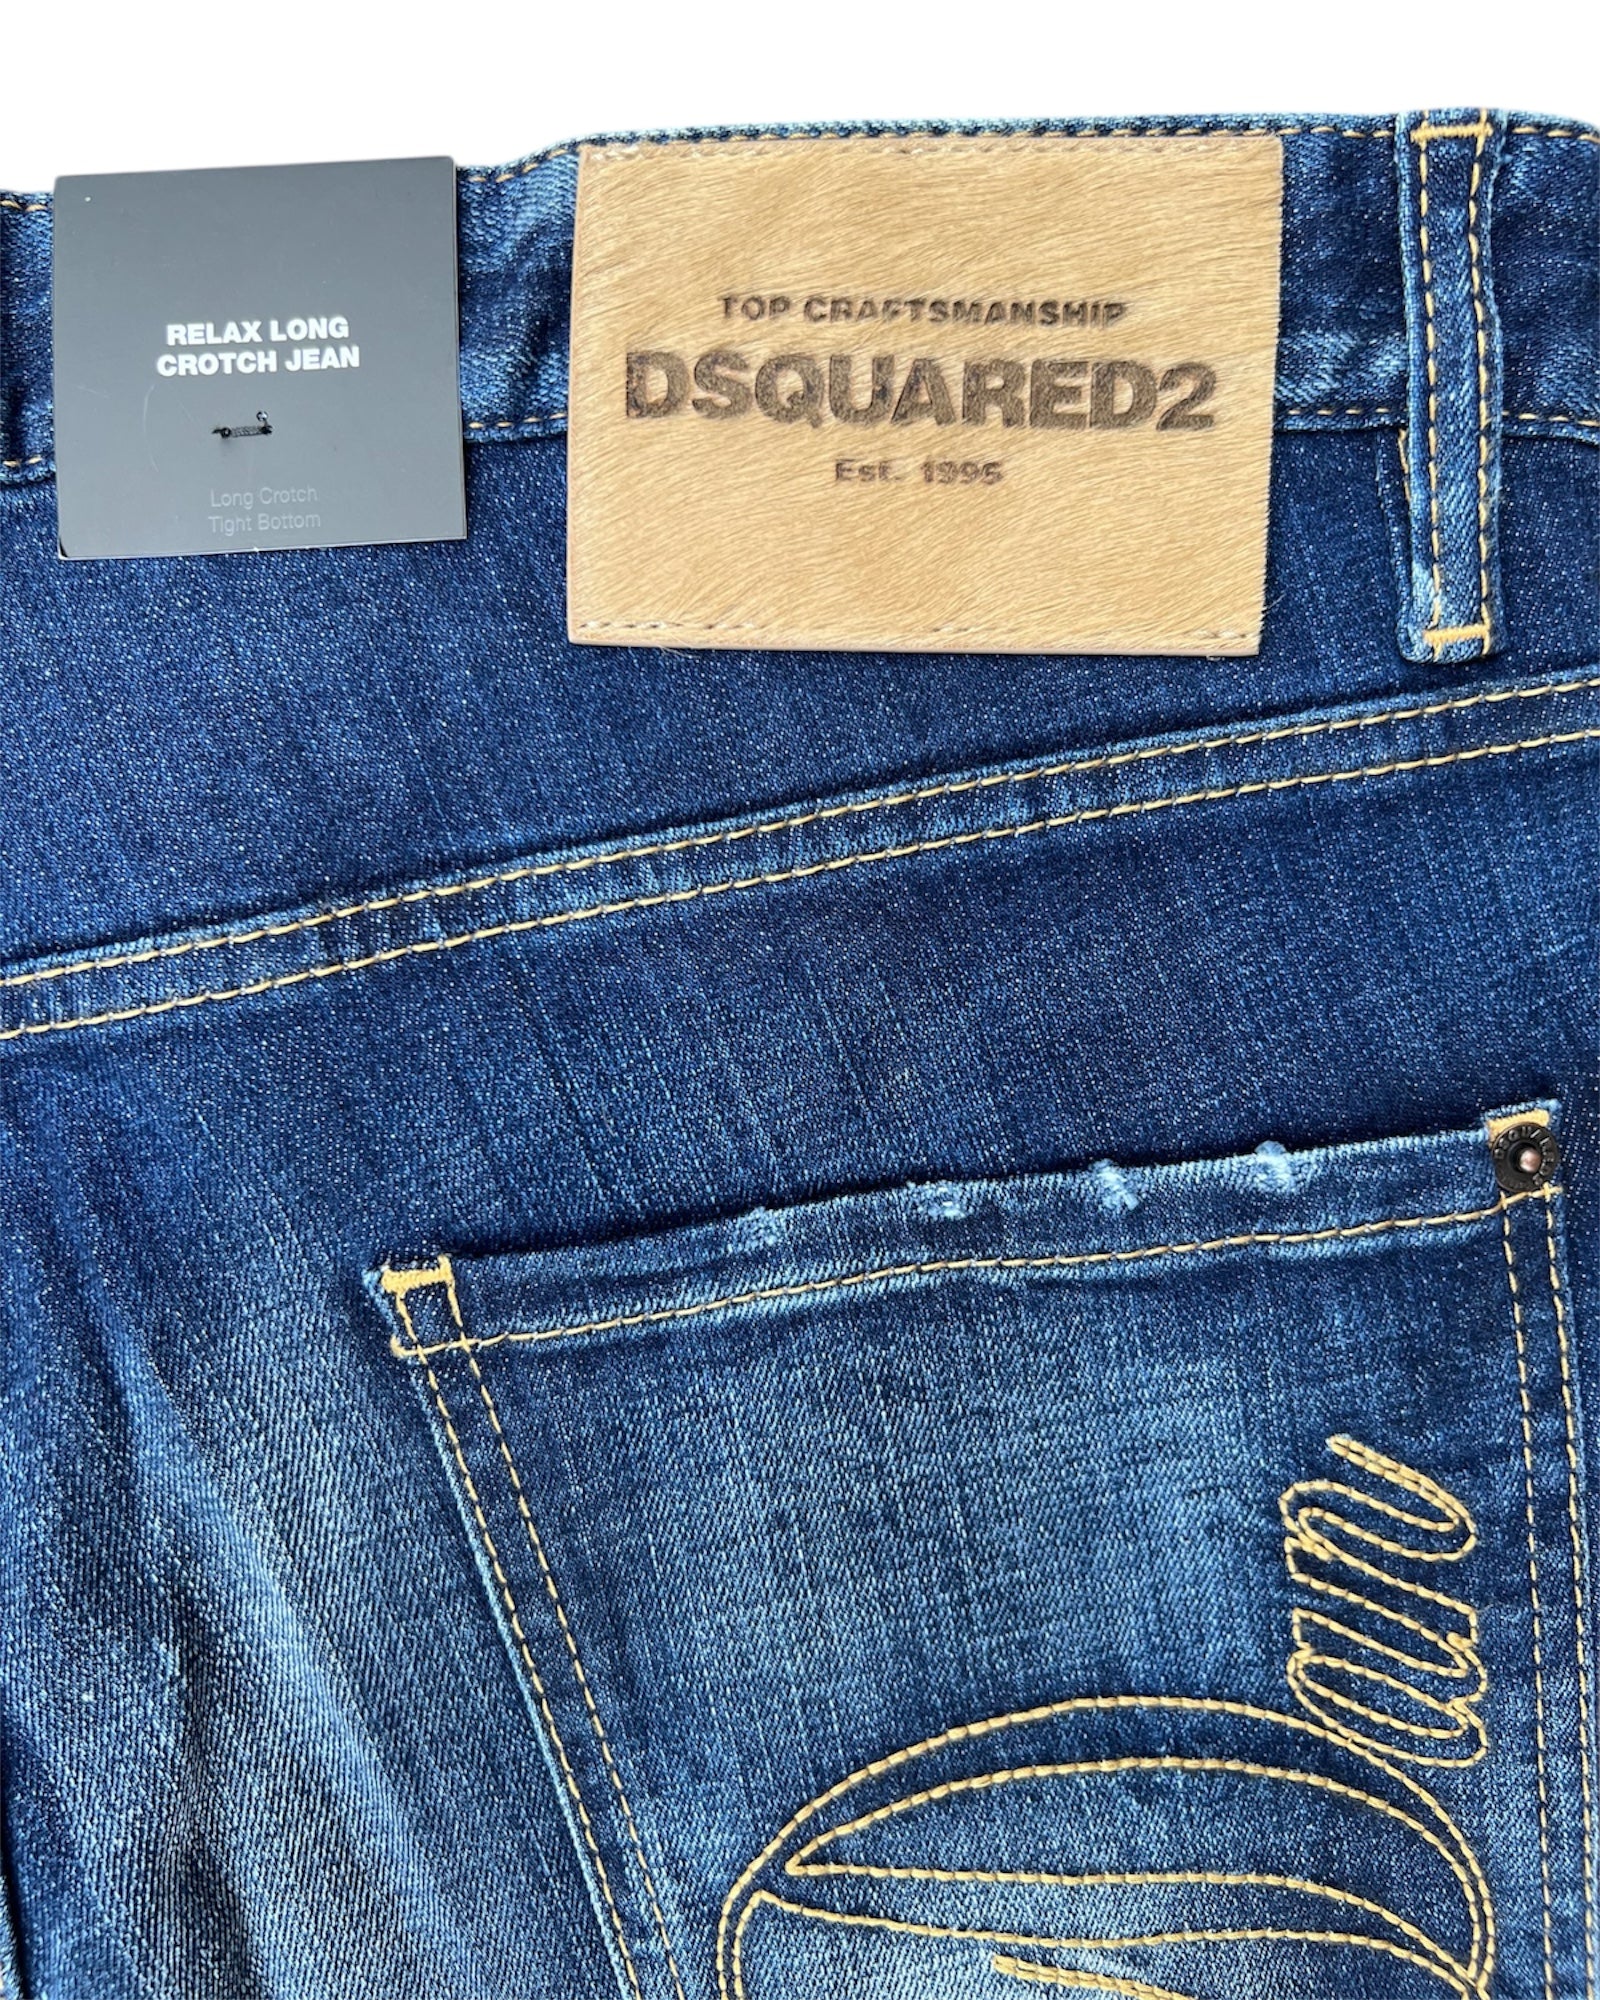 RELAX LONG
CROTCH JEAN
Long Crotch
Tight Bottom
TOP CRAFTSMANSHIP
DSQUARED2
Est. 1995